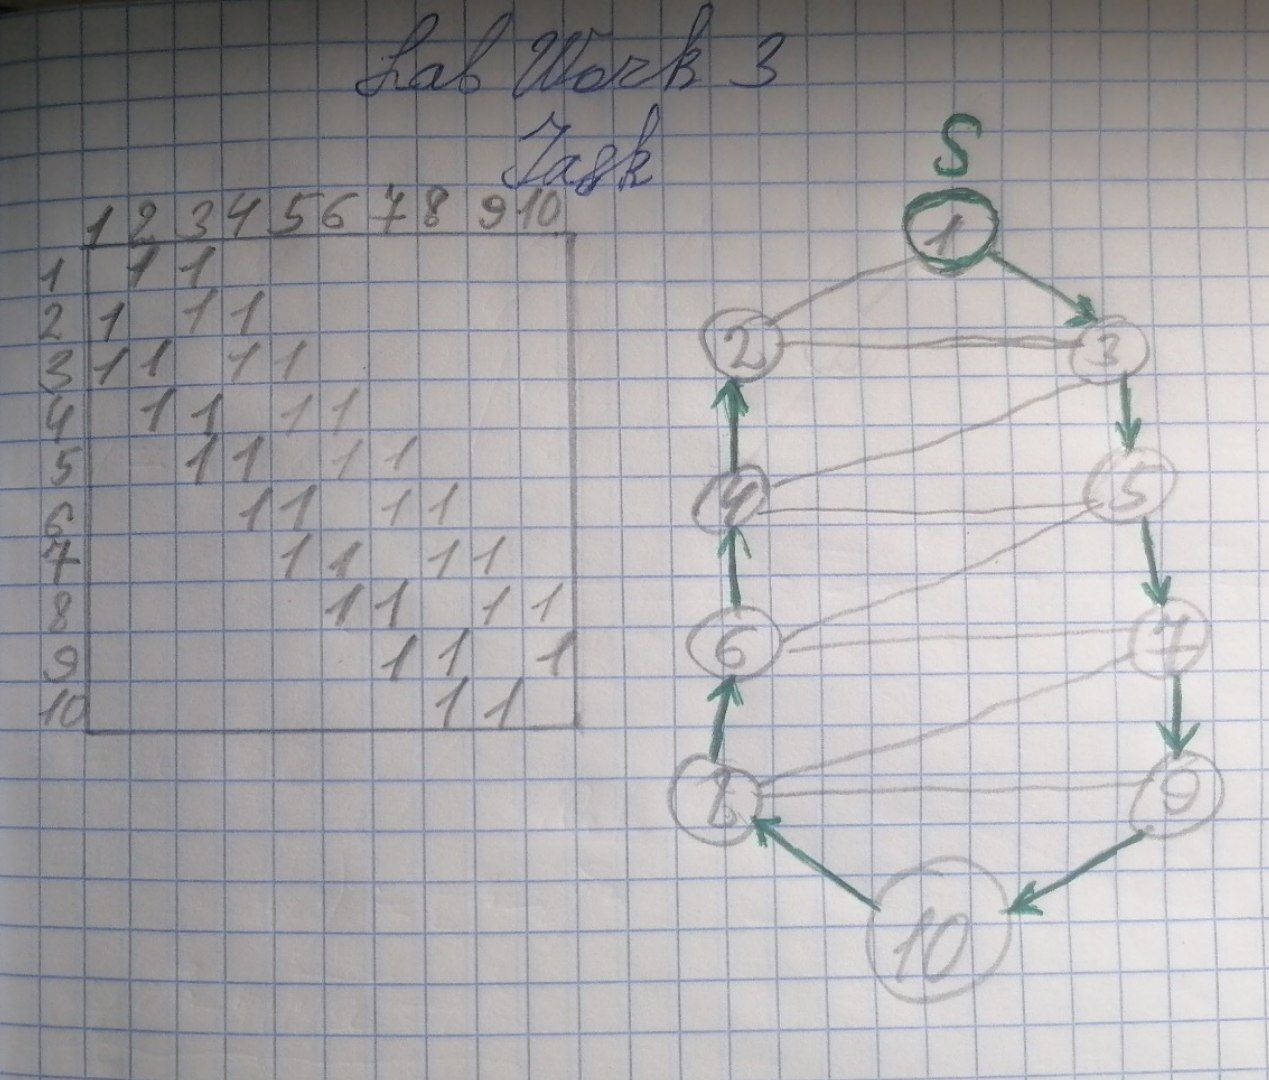 Lab Work 3
Task
1 2 3 4 5 6 7 8 9 10
1 1 1
2 1 1 1
3 1 1 1 1
4 1 1 1 1
5 1 1 1 1
6 1 1 1 1
7 1 1 1 1
8 1 1 1 1
9 1 1 1
10 1 1
S
1
2 3
4 5
6 7
8 9
10